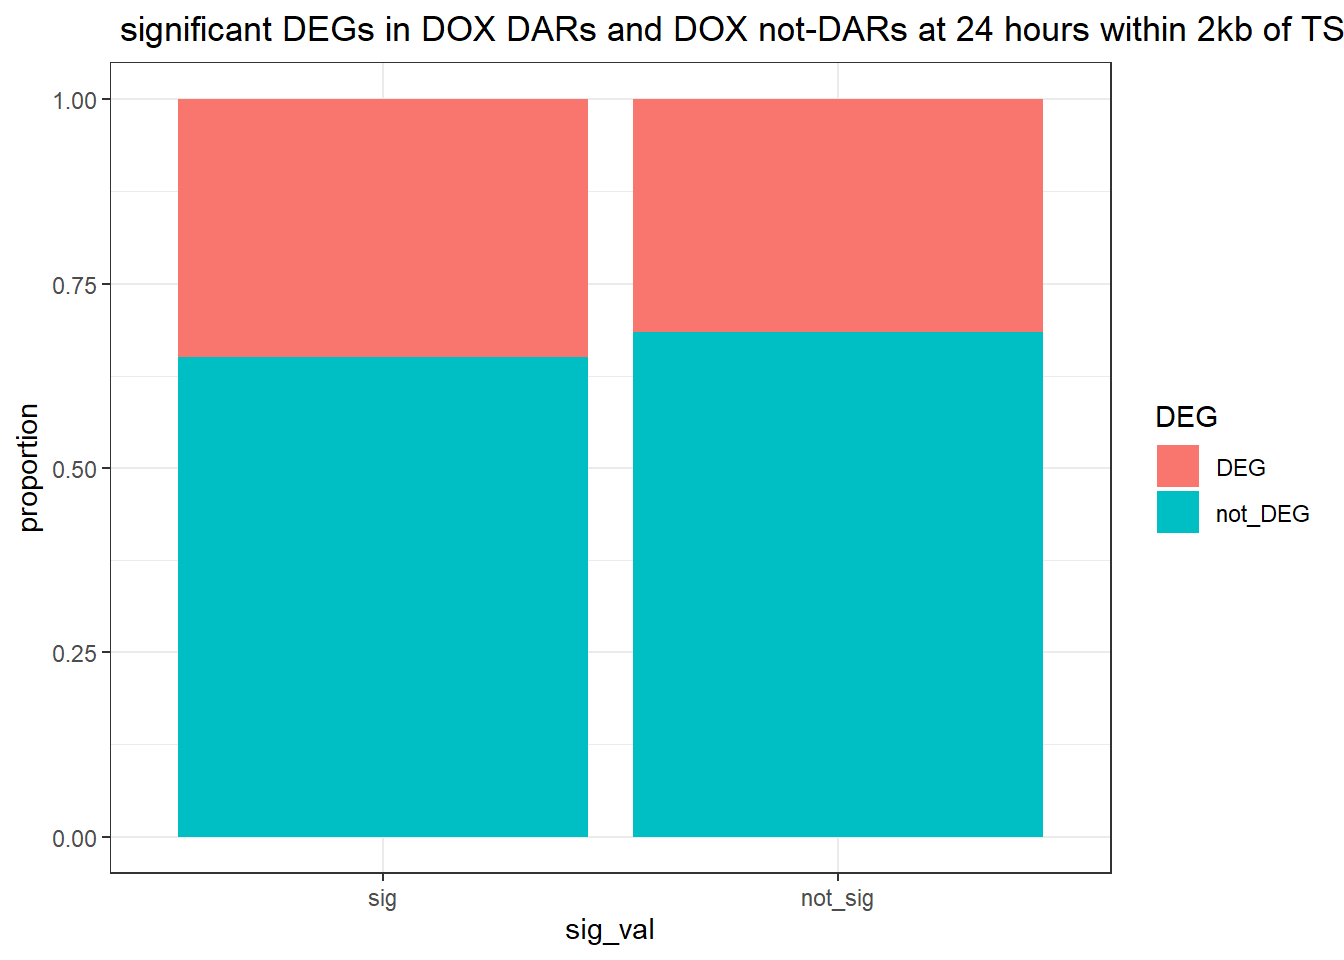 significant DEGs in DOX DARs and DOX not-DARs at 24 hours within 2kb of TS
1.00
0.75
0.50
0.25
0.00
proportion
sig
not_sig
sig_val
DEG
DEG
not_DEG